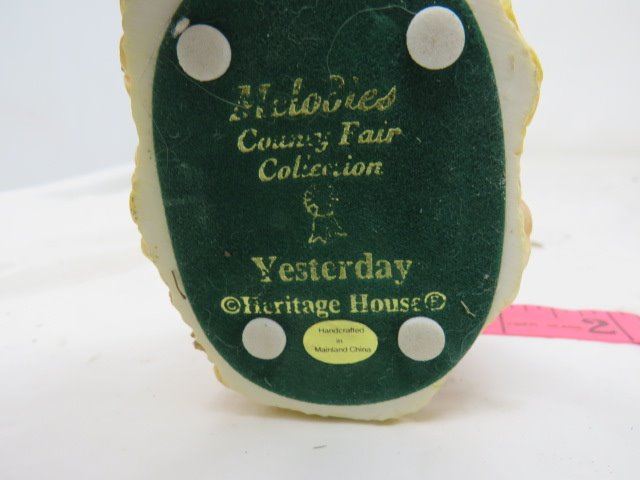 Melodies
County Fair
Collection
Yesterday
©Heritage House®
Handcrafted
in
Mainland China
2